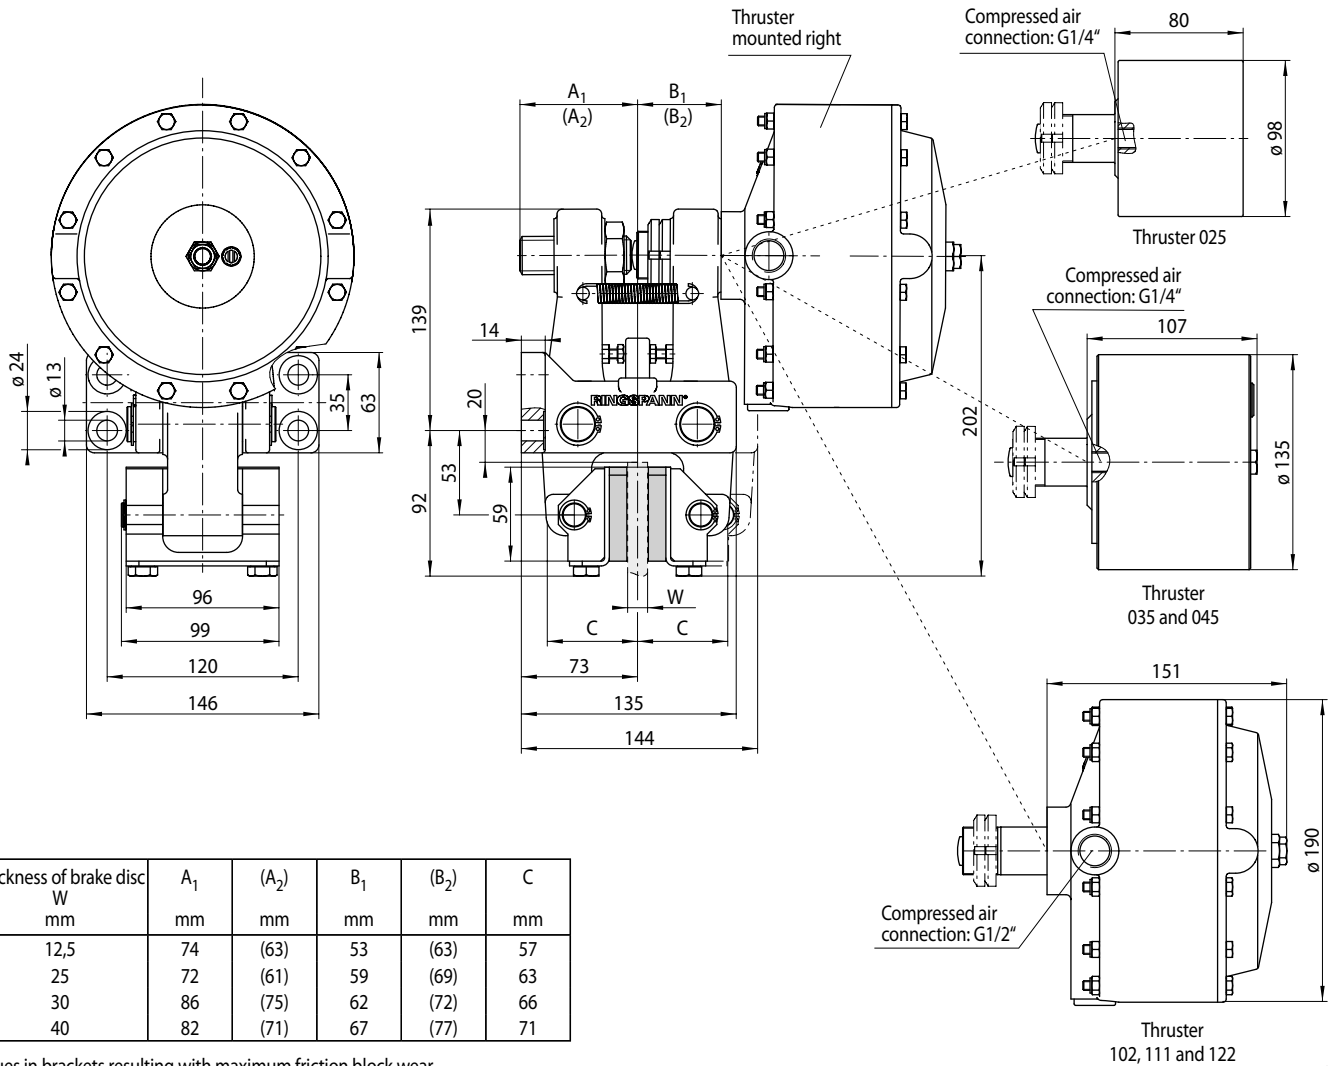 Thruster
mounted right
Compressed air
connection: G1/4“
80
ø 98
Thruster 025
A1
(A2)
B1
(B2)
Compressed air
connection: G1/4“
107
ø 135
Thruster
035 and 045
139
14
20
53
92
59
202
RINGSPANN®
W
C
C
73
135
144
ø 24
ø 13
35
63
96
99
120
146
151
ø 190
Compressed air
connection: G1/2“
Thruster
102, 111 and 122
ckness of brake disc A1 (A2) B1 (B2) C
W
mm mm mm mm mm mm
12,5 74 (63) 53 (63) 57
25 72 (61) 59 (69) 63
30 86 (75) 62 (72) 66
40 82 (71) 67 (77) 71
ues in brackets resulting with maximum friction block wear